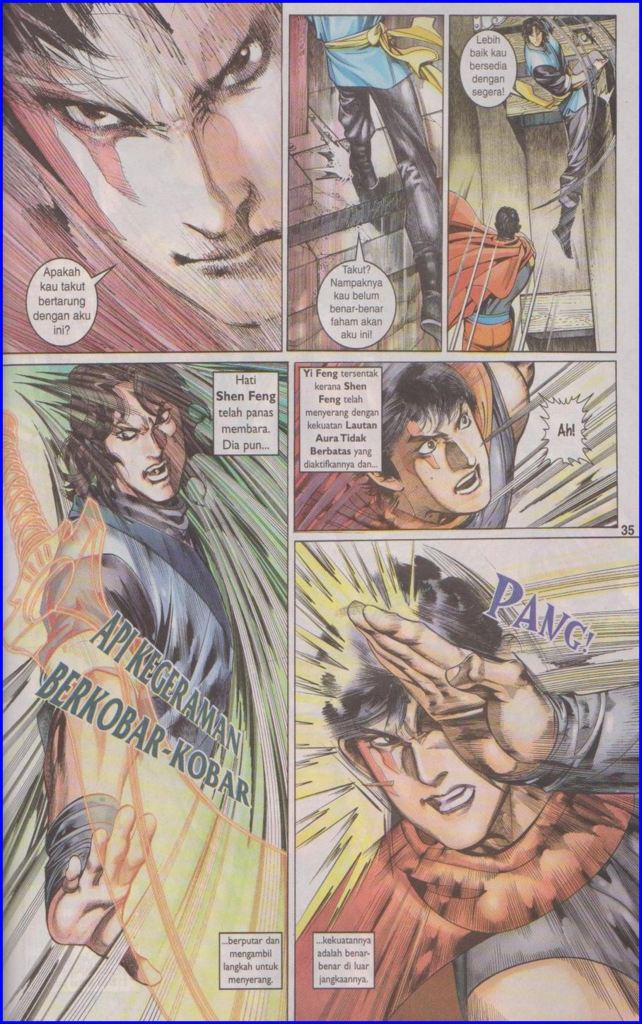 Apakah
kau takut
bertarung
dengan aku
ini?
Takut?
Nampaknya
kau belum
benar-benar
faham akan
aku ini!
Lebih
baik kau
bersedia
dengan
segera!
Hati
Shen Feng
telah panas
membara.
Dia pun...
API KEGERAMAN
BERKOBAR-KOBAR
...berputar dan
mengambil
langkah untuk
menyerang.
Yi Feng tersentak
kerana Shen
Feng telah
menyerang dengan
kekuatan Lautan
Aura Tidak
Berbatas yang
diaktifkannya dan...
Ah!
35
PANG!
...kekuatannya
adalah benar-
benar di luar
jangkaannya.